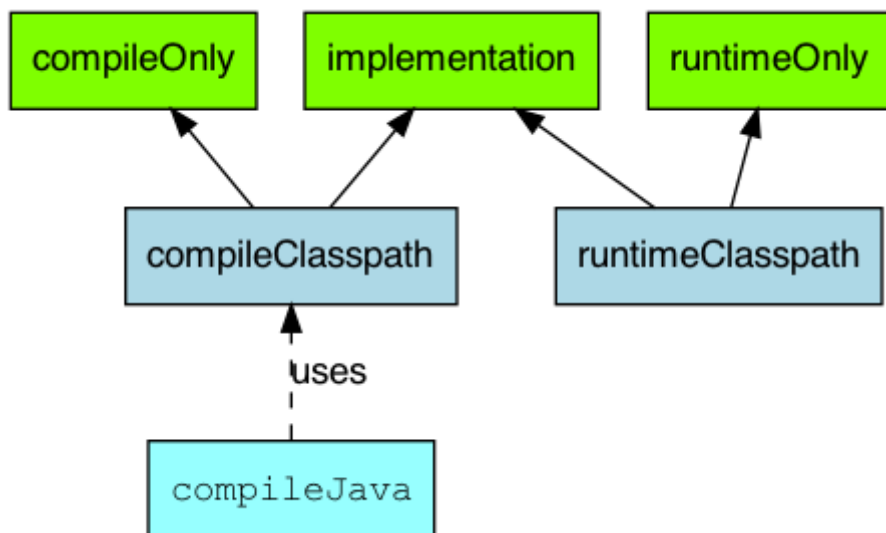 compileOnly
implementation
runtimeOnly
compileClasspath
runtimeClasspath
uses
compileJava